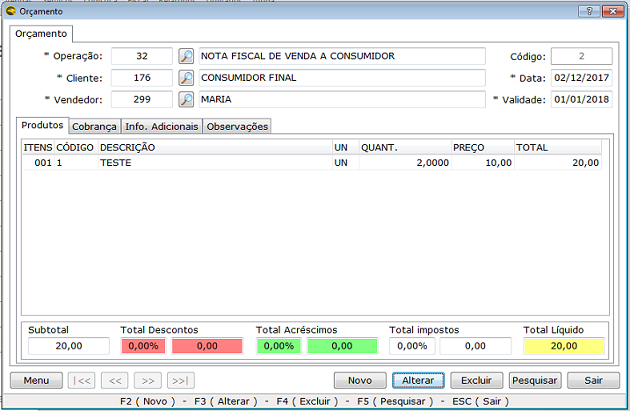 Orçamento
Orçamento
* Operação: 32 NOTA FISCAL DE VENDA A CONSUMIDOR Código: 2
* Cliente: 176 CONSUMIDOR FINAL * Data: 02/12/2017
* Vendedor: 299 MARIA * Validade: 01/01/2018
Produtos Cobrança Info. Adicionais Observações
ITENS CÓDIGO DESCRIÇÃO UN QUANT. PREÇO TOTAL
001 1 TESTE UN 2,0000 10,00 20,00
Subtotal Total Descontos Total Acréscimos Total impostos Total Líquido
20,00 0,00% 0,00 0,00% 0,00 0,00% 0,00 20,00
Menu |<< << >> >>| Novo Alterar Excluir Pesquisar Sair
F2 ( Novo ) - F3 ( Alterar ) - F4 ( Excluir ) - F5 ( Pesquisar ) - ESC ( Sair )